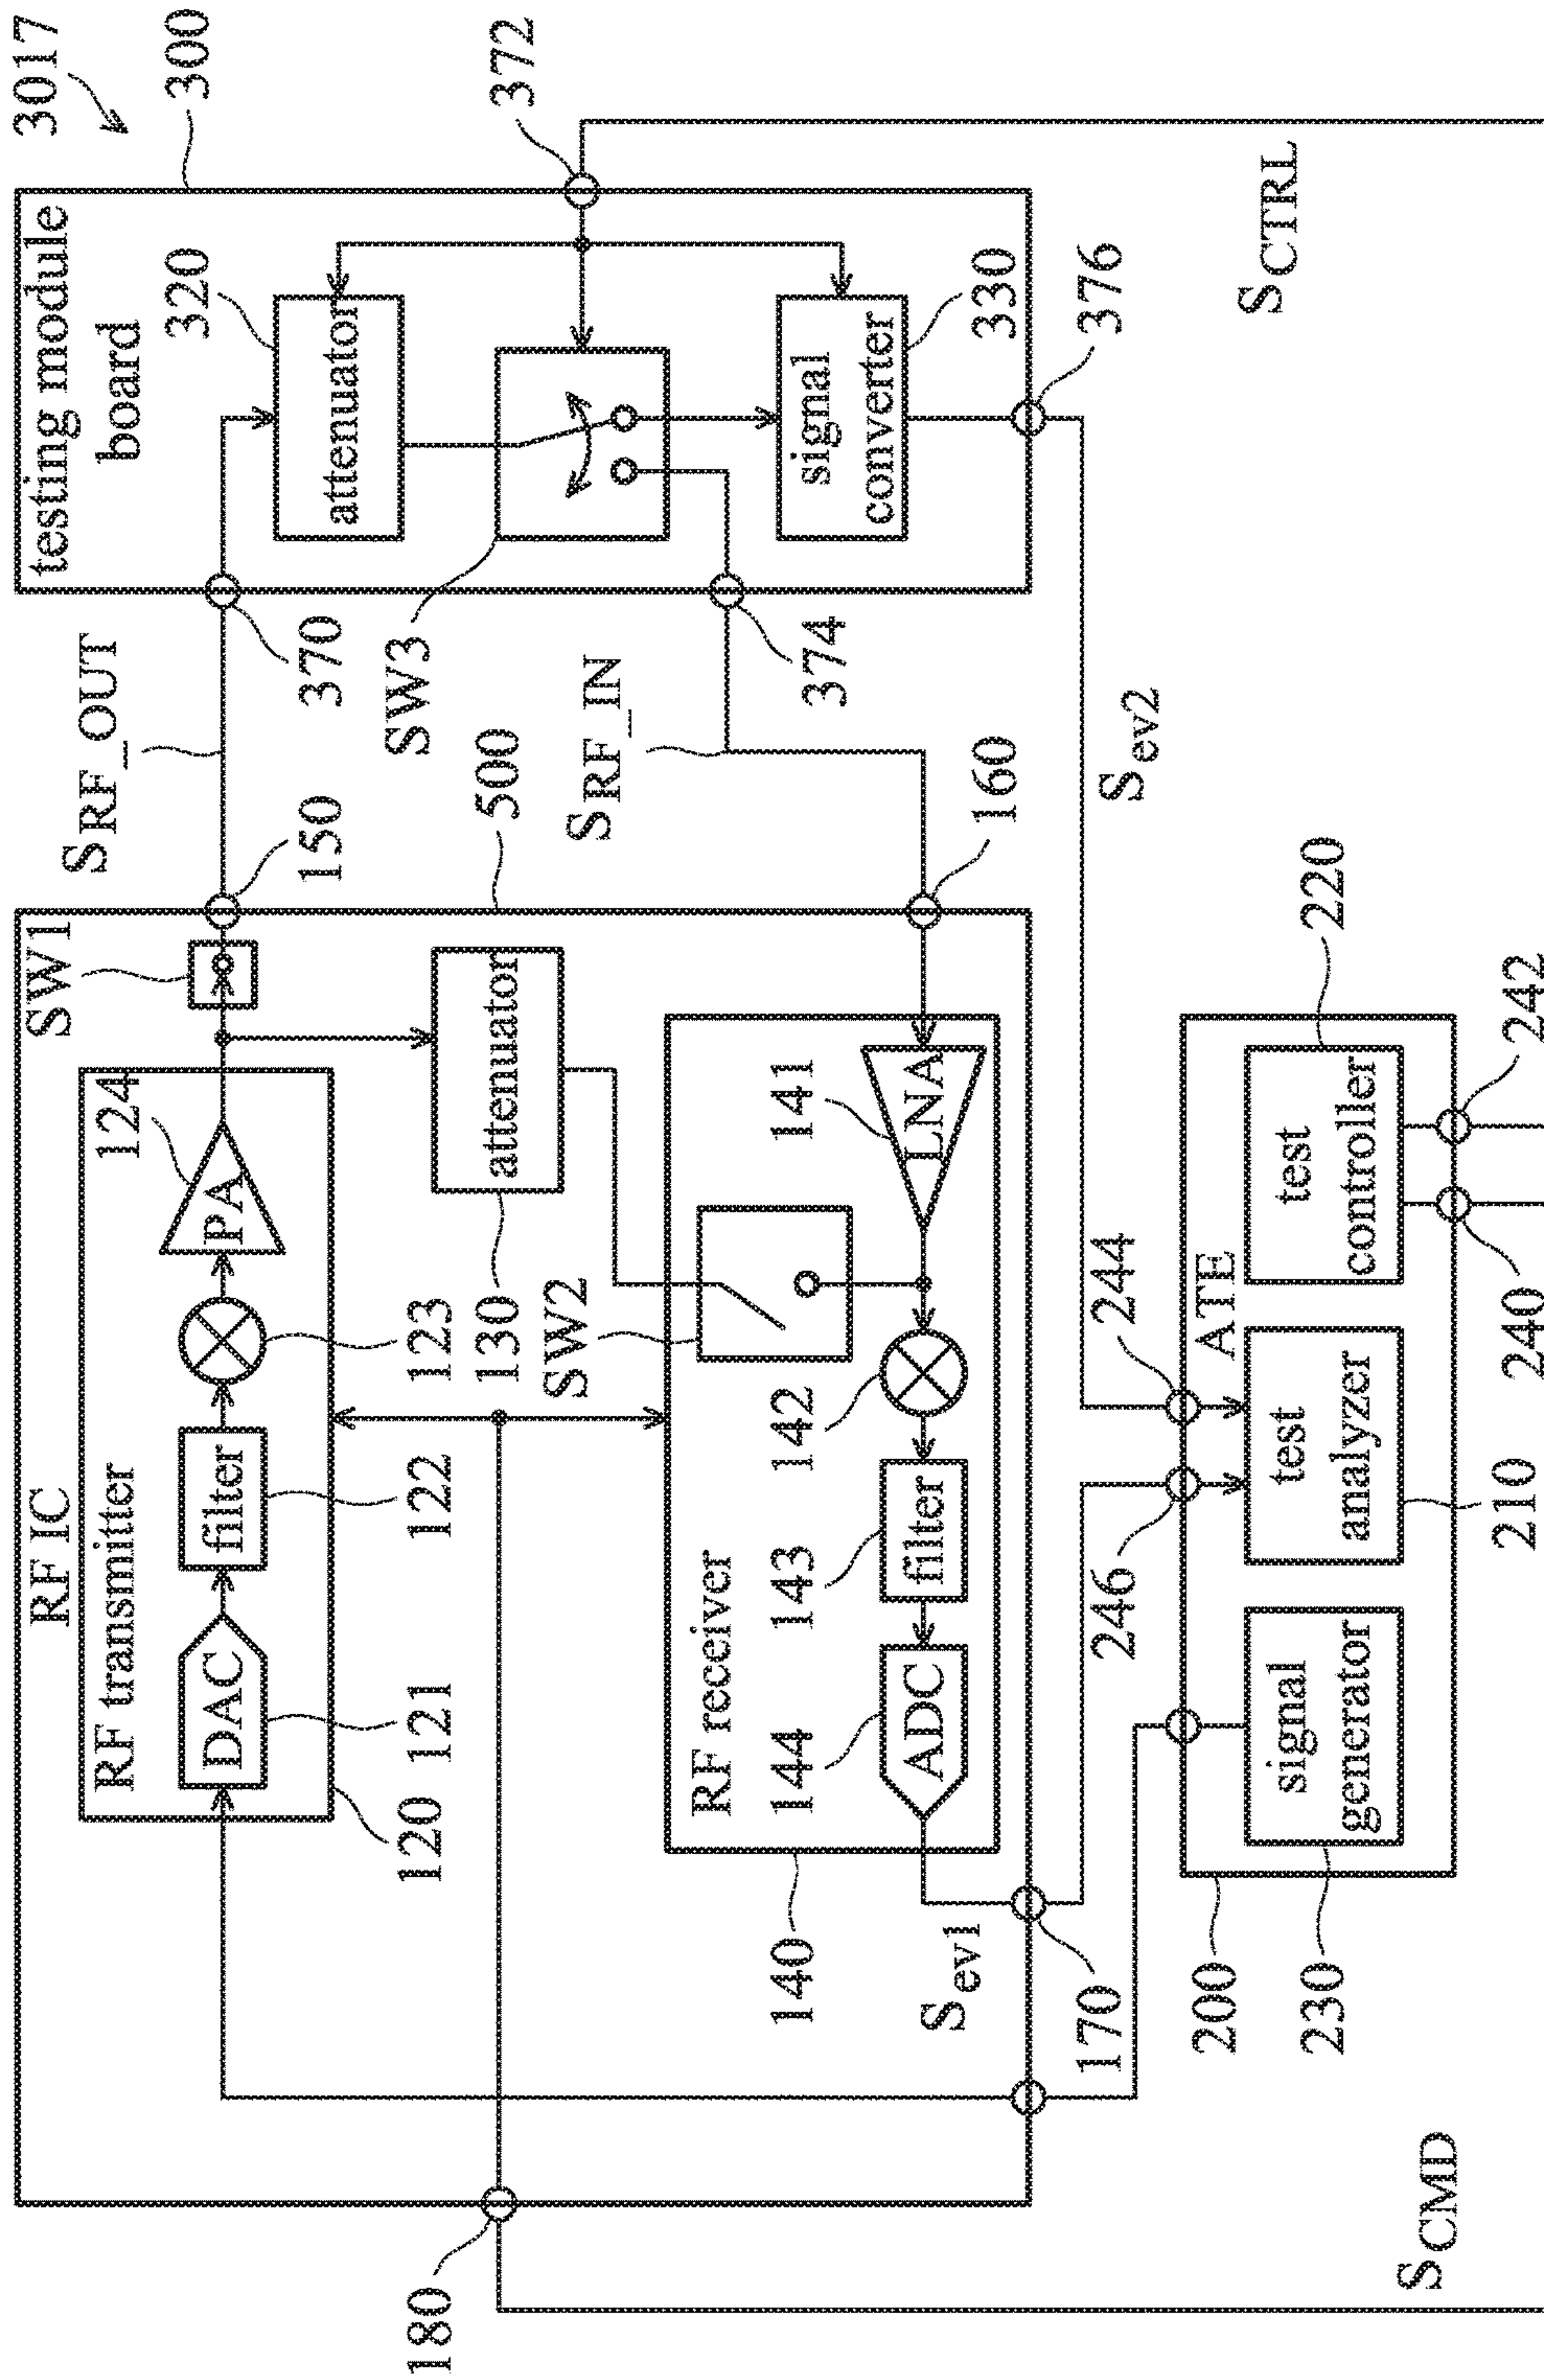 3017
300
testing module
board
320
attenuator
372
SW3
signal
converter
330
376
370
374
SRF_OUT
SRF_IN
SCTRL
Sev2
RF IC
500
SW1
150
160
RF transmitter
DAC
121
filter
122
123
PA
124
120
attenuator
130
SW2
RF receiver
LNA
141
142
filter
143
ADC
144
140
Sev1
170
180
ATE
200
signal
generator
230
test
analyzer
210
test
controller
220
246
244
240
242
SCMD